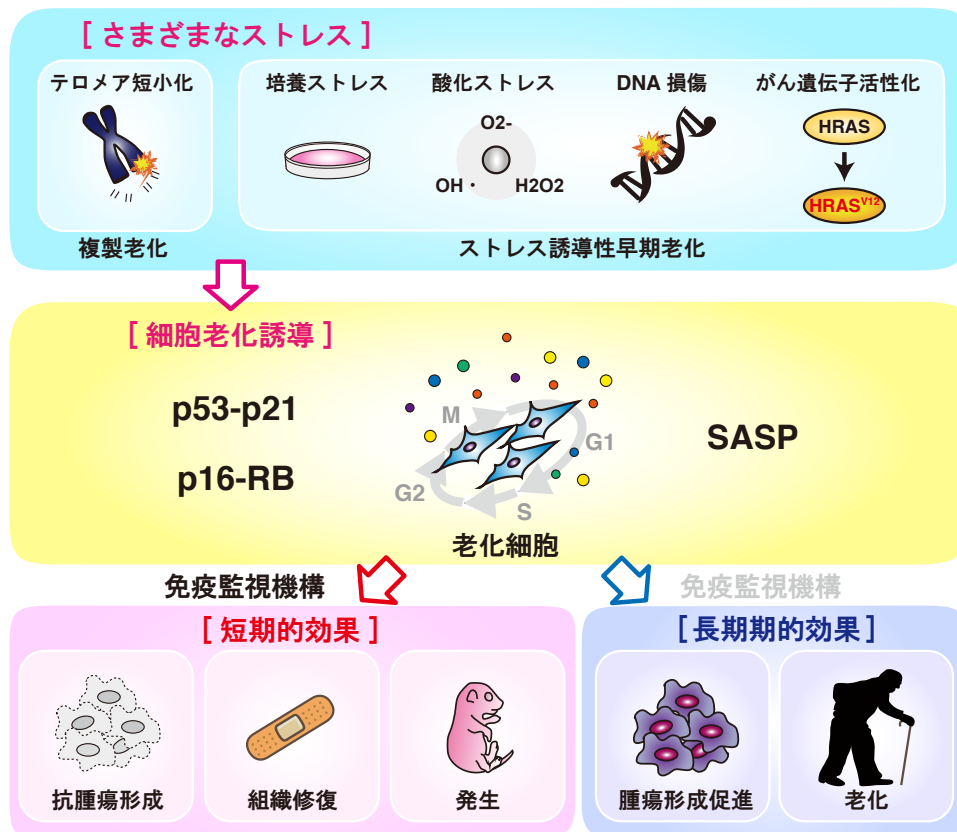 [ さまざまなストレス ]
テロメア短小化
培養ストレス
酸化ストレス
DNA 損傷
がん遺伝子活性化
O2-
OH・
H2O2
HRAS
HRASV12
複製老化
ストレス誘導性早期老化
[ 細胞老化誘導 ]
p53-p21
p16-RB
M
G1
G2
S
SASP
老化細胞
免疫監視機構
免疫監視機構
[ 短期的効果 ]
[ 長期期的効果 ]
抗腫瘍形成
組織修復
発生
腫瘍形成促進
老化